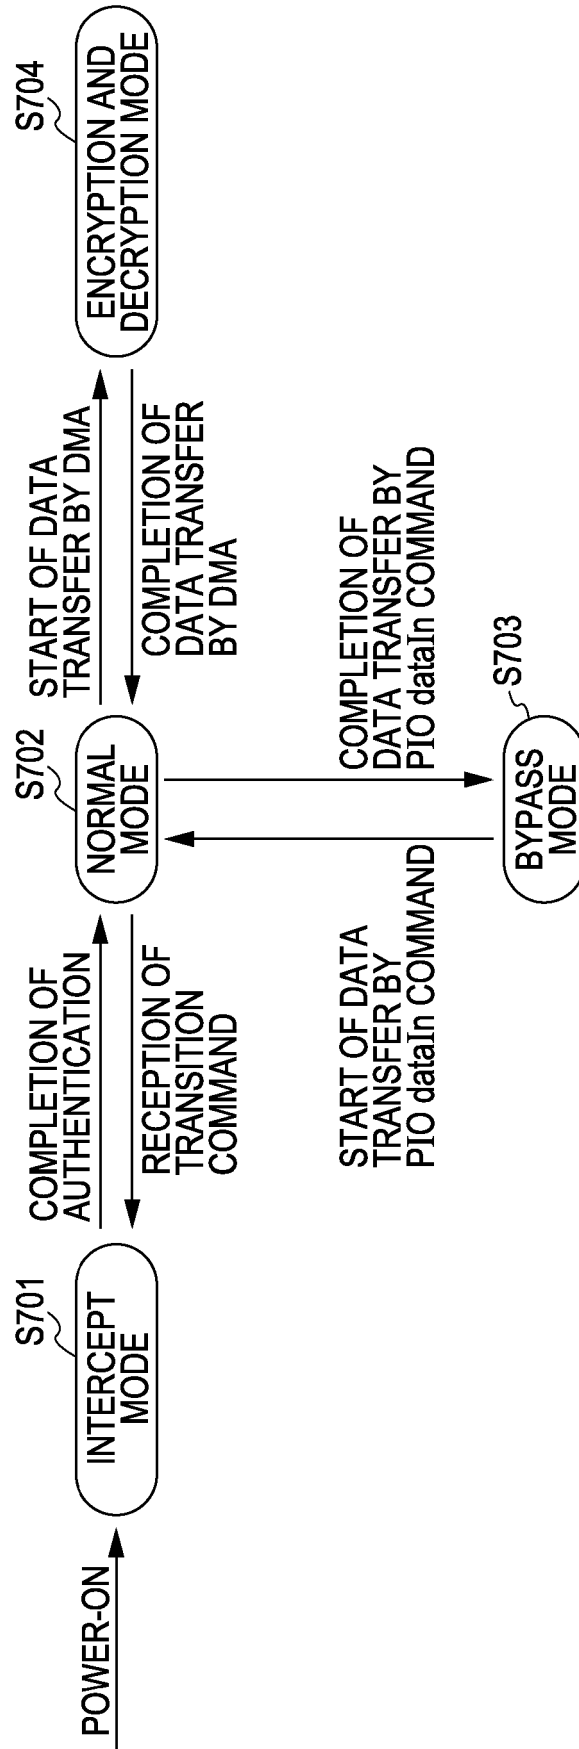 POWER-ON
S701
INTERCEPT
MODE
COMPLETION OF
AUTHENTICATION
RECEPTION OF
TRANSITION
COMMAND
S702
NORMAL
MODE
START OF DATA
TRANSFER BY DMA
COMPLETION OF
DATA TRANSFER
BY DMA
S704
ENCRYPTION AND
DECRYPTION MODE
START OF DATA
TRANSFER BY
PIO dataIn COMMAND
COMPLETION OF
DATA TRANSFER BY
PIO dataIn COMMAND
S703
BYPASS
MODE